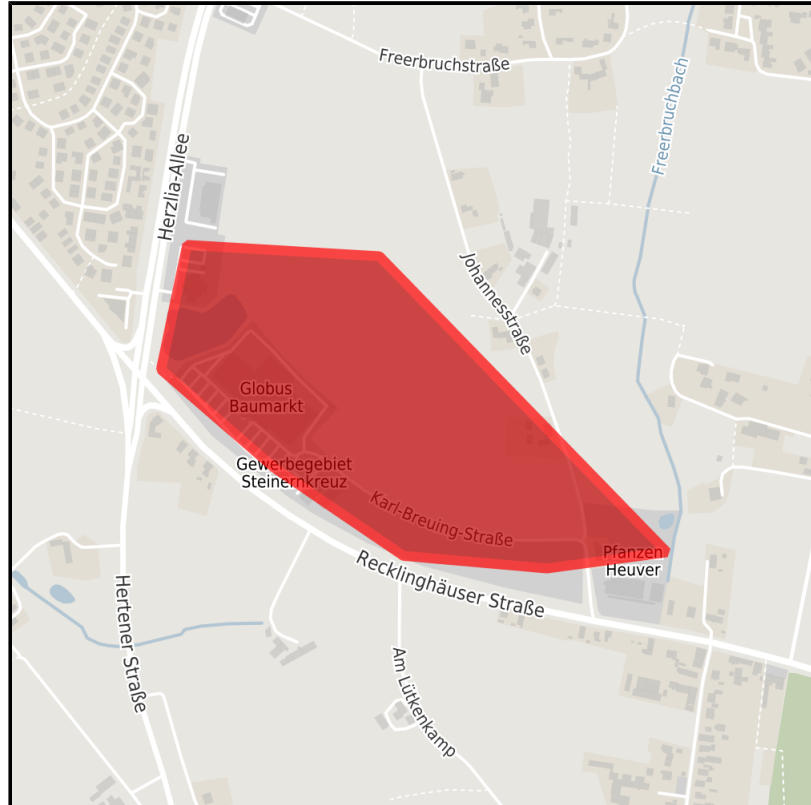 Freerbruchstraße
Freerbruchbach
Herzlia-Allee
Johannesstraße
Globus
Baumarkt
Gewerbegebiet
Steinernkreuz
Karl-Breuing-Straße
Pfanzen
Heuver
Recklinghäuser Straße
Hertener Straße
Am Lütkenkamp